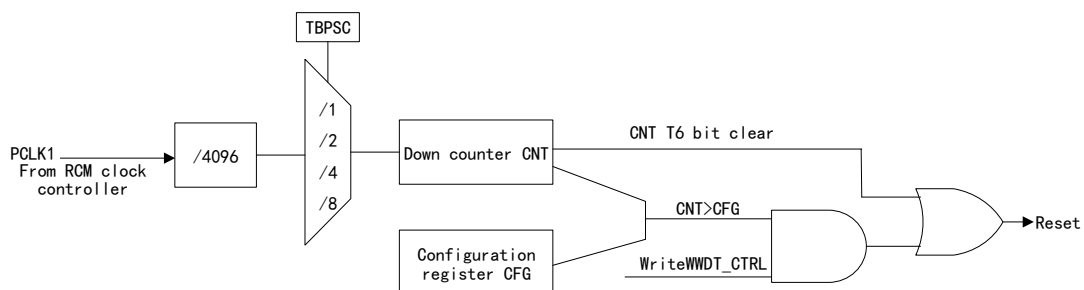 TBPSC
/1
/2
/4
/8
PCLK1
From RCM clock
controller
/4096
Down counter CNT
CNT T6 bit clear
CNT>CFG
Configuration
register CFG
WriteWWDT_CTRL
Reset